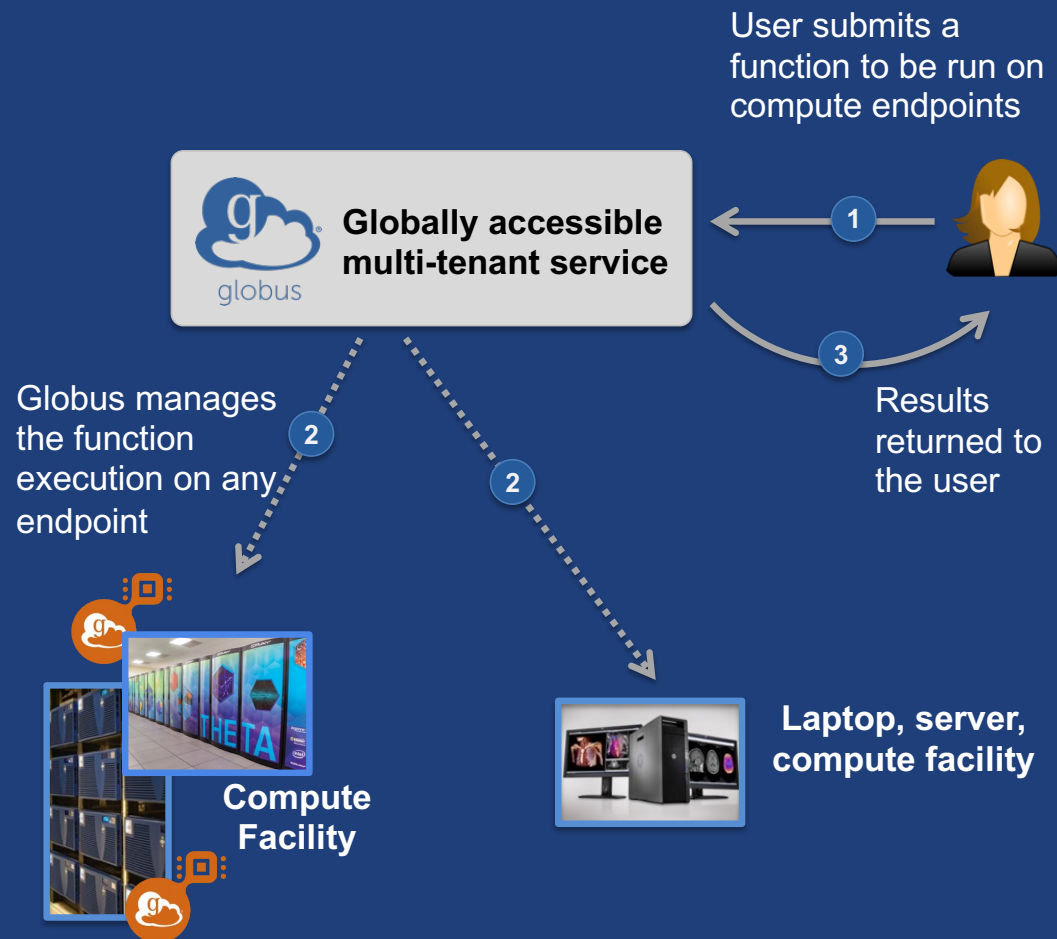 User submits a
function to be run on
compute endpoints
g
globus
®
Globally accessible
multi-tenant service
1
3
Results
returned to
the user
Globus manages
the function
execution on any
endpoint
2
2
g
THETA
Compute
Facility
g
Laptop, server,
compute facility